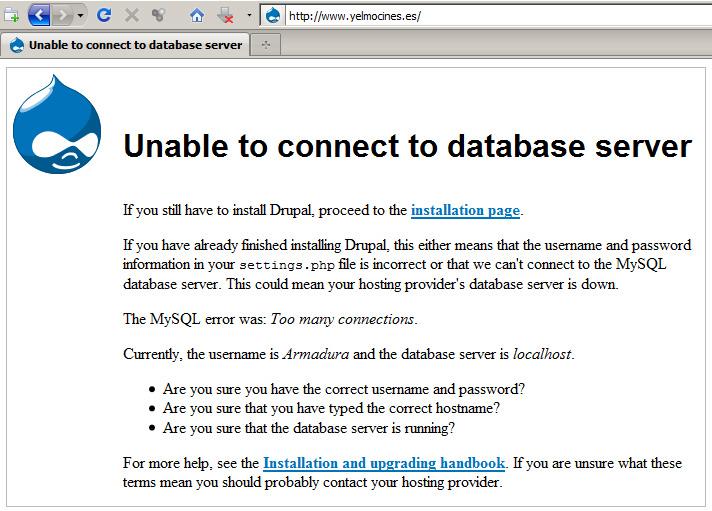 http://www.yelmocines.es/
Unable to connect to database server
Unable to connect to database server
If you still have to install Drupal, proceed to the installation page.
If you have already finished installing Drupal, this either means that the username and password
information in your settings.php file is incorrect or that we can't connect to the MySQL
database server. This could mean your hosting provider's database server is down.
The MySQL error was: Too many connections.
Currently, the username is Armadura and the database server is localhost.
• Are you sure you have the correct username and password?
• Are you sure that you have typed the correct hostname?
• Are you sure that the database server is running?
For more help, see the Installation and upgrading handbook. If you are unsure what these
terms mean you should probably contact your hosting provider.